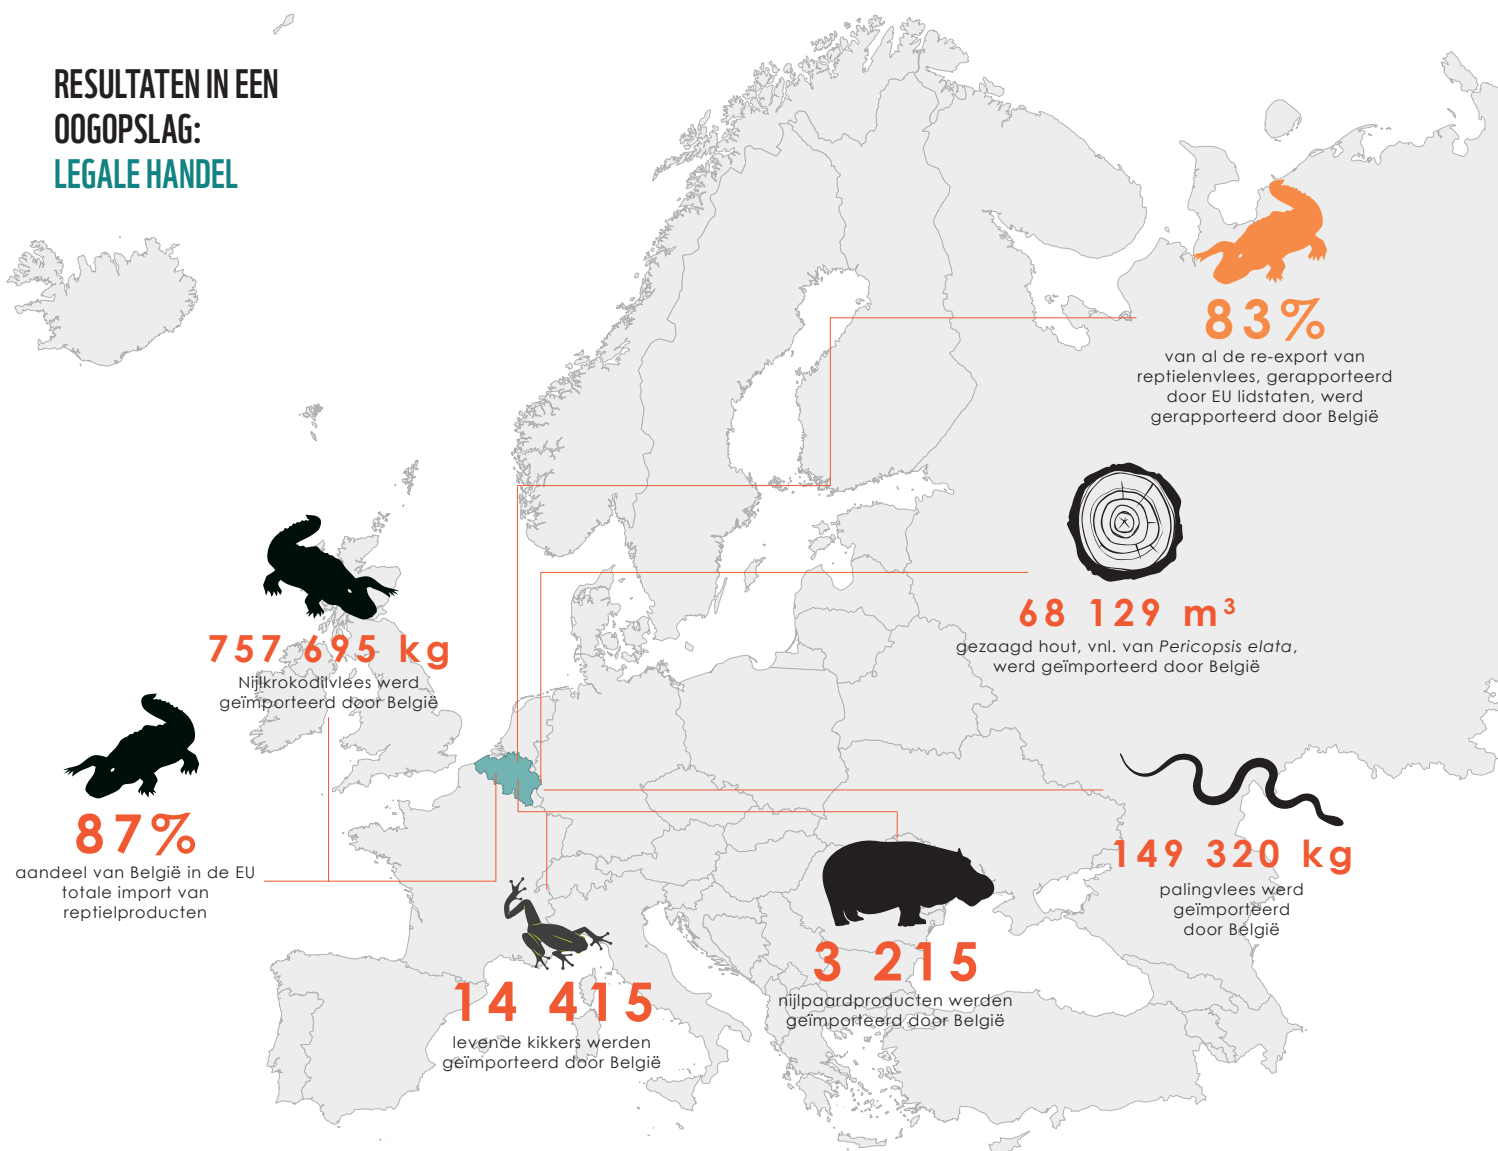 RESULTATEN IN EEN
OOGOPSLAG:
LEGALE HANDEL
83%
van al de re-export van
reptielenvlees, gerapporteerd
door EU lidstaten, werd
gerapporteerd door België
68 129 m³
gezaagd hout, vnl. van Pericopsis elata,
werd geïmporteerd door België
757 695 kg
Nijlkrokodilvlees werd
geïmporteerd door België
87%
aandeel van België in de EU
totale import van
reptielproducten
149 320 kg
palingvlees werd
geïmporteerd
door België
3 215
nijlpaardproducten werden
geïmporteerd door België
14 415
levende kikkers werden
geïmporteerd door België